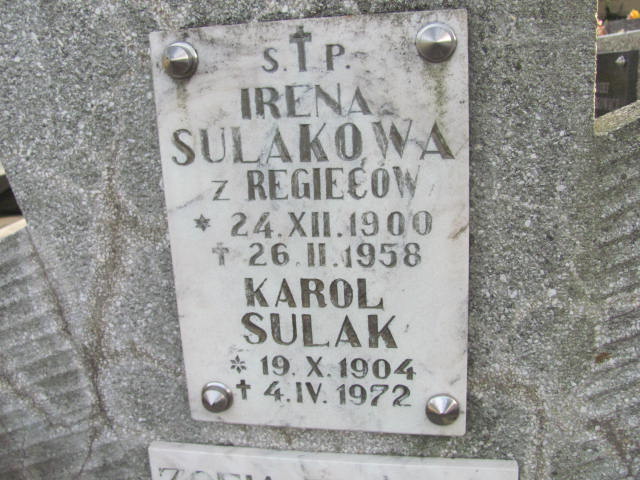 S†P.
IRENA
SULAKOWA
Z REGIECÓW
* 24.XII.1900
† 26.II.1958
KAROL
SULAK
* 19.X.1904
† 4.IV.1972